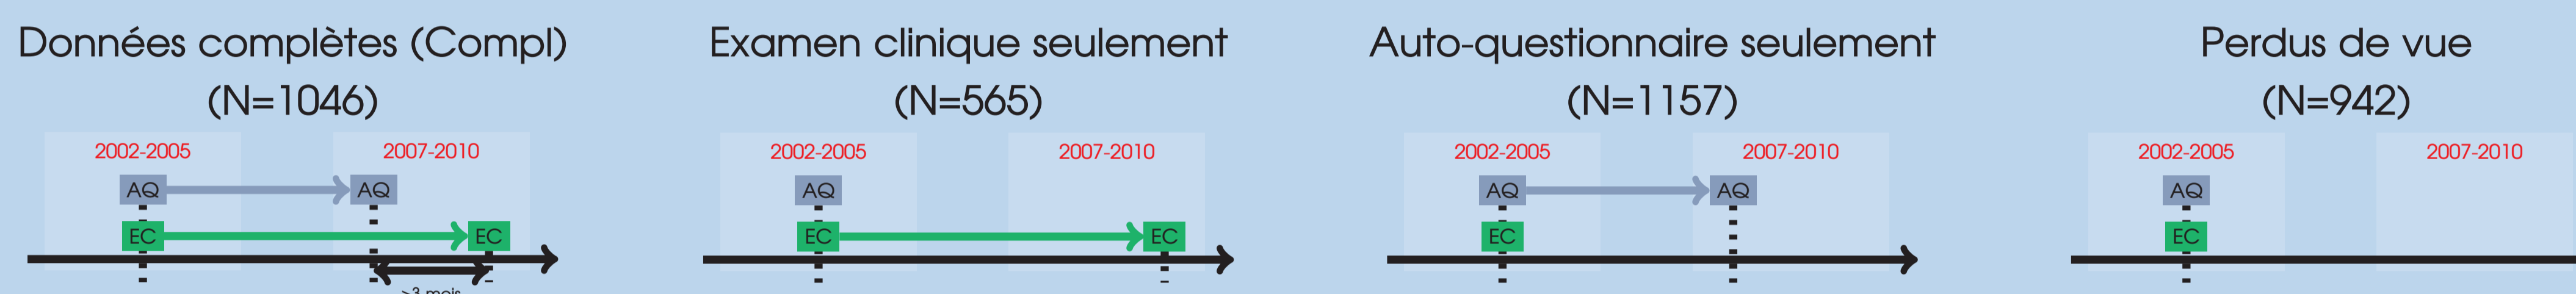 Données complètes (Compl)
(N=1046)
2002-2005
2007-2010
AQ
AQ
EC
EC
Examen clinique seulement
(N=565)
2002-2005
2007-2010
AQ
EC
EC
Auto-questionnaire seulement
(N=1157)
2002-2005
2007-2010
AQ
AQ
EC
Perdus de vue
(N=942)
2002-2005
2007-2010
AQ
EC